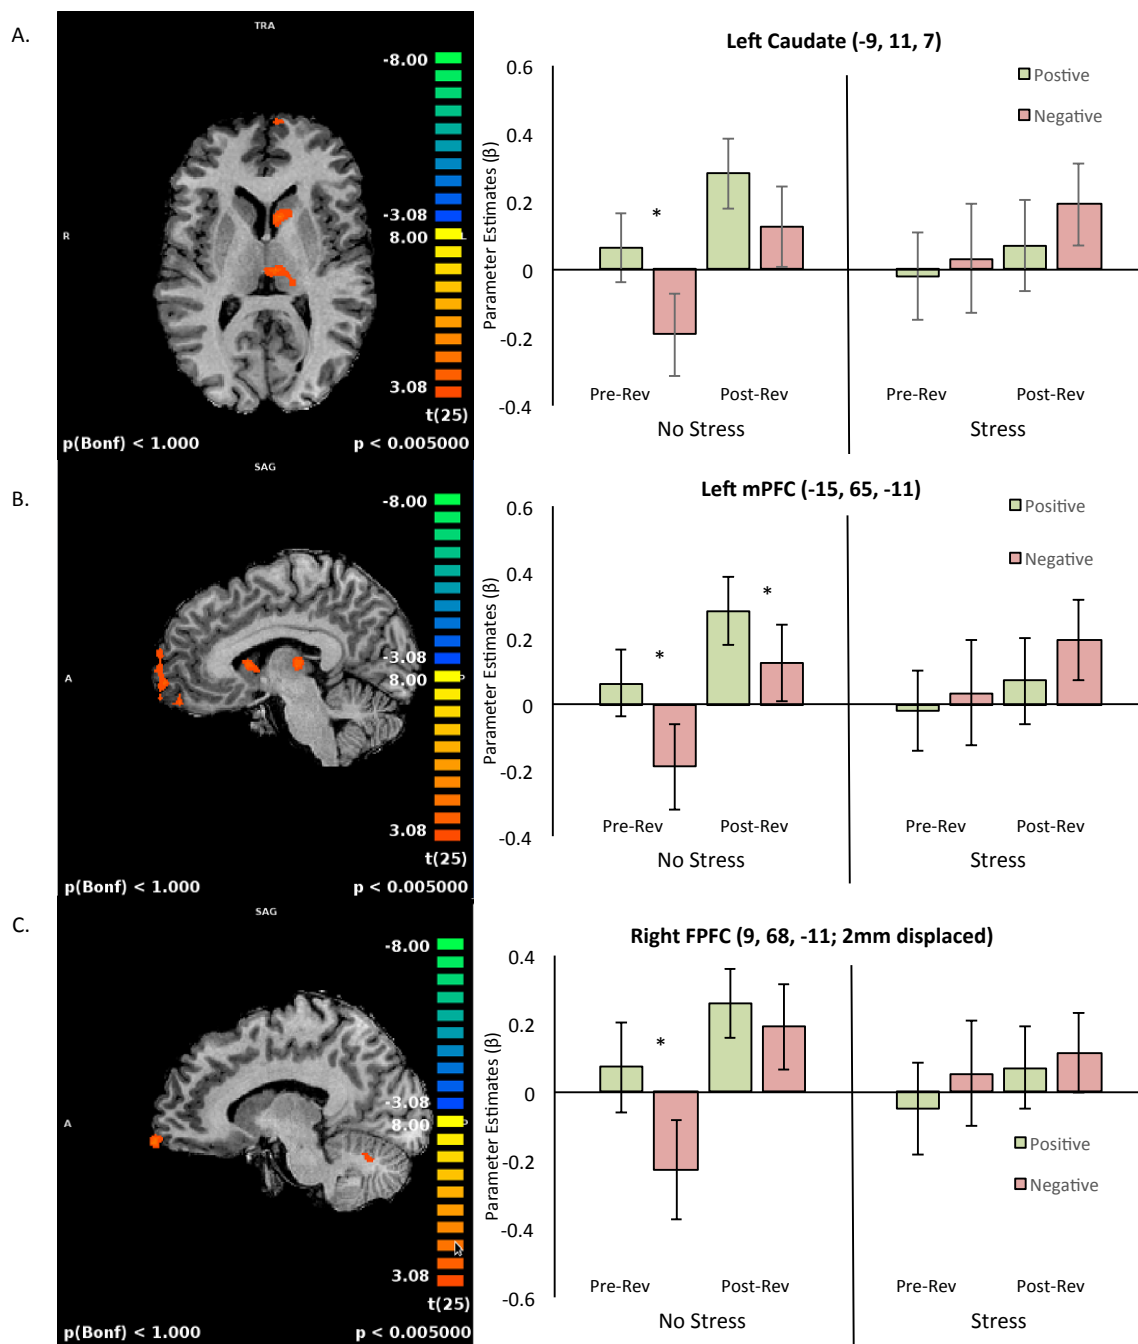 A.
TRA
-8.00
-3.08
8.00
R
L
3.08
t(25)
p(Bonf) < 1.000
p < 0.005000
Left Caudate (-9, 11, 7)
Parameter Estimates (β)
0.6
0.4
0.2
0
-0.2
-0.4
Postive
Negative
*
Pre-Rev
Post-Rev
Pre-Rev
Post-Rev
No Stress
Stress
B.
SAG
-8.00
-3.08
8.00
A
P
3.08
t(25)
p(Bonf) < 1.000
p < 0.005000
Left mPFC (-15, 65, -11)
Parameter Estimates (β)
0.6
0.4
0.2
0
-0.2
-0.4
Positive
Negative
*
*
Pre-Rev
Post-Rev
Pre-Rev
Post-Rev
No Stress
Stress
C.
SAG
-8.00
-3.08
8.00
A
P
3.08
t(25)
p(Bonf) < 1.000
p < 0.005000
Right FPFC (9, 68, -11; 2mm displaced)
Parameter Estimates (β)
0.4
0.2
0
-0.2
-0.4
-0.6
*
Positive
Negative
Pre-Rev
Post-Rev
Pre-Rev
Post-Rev
No Stress
Stress